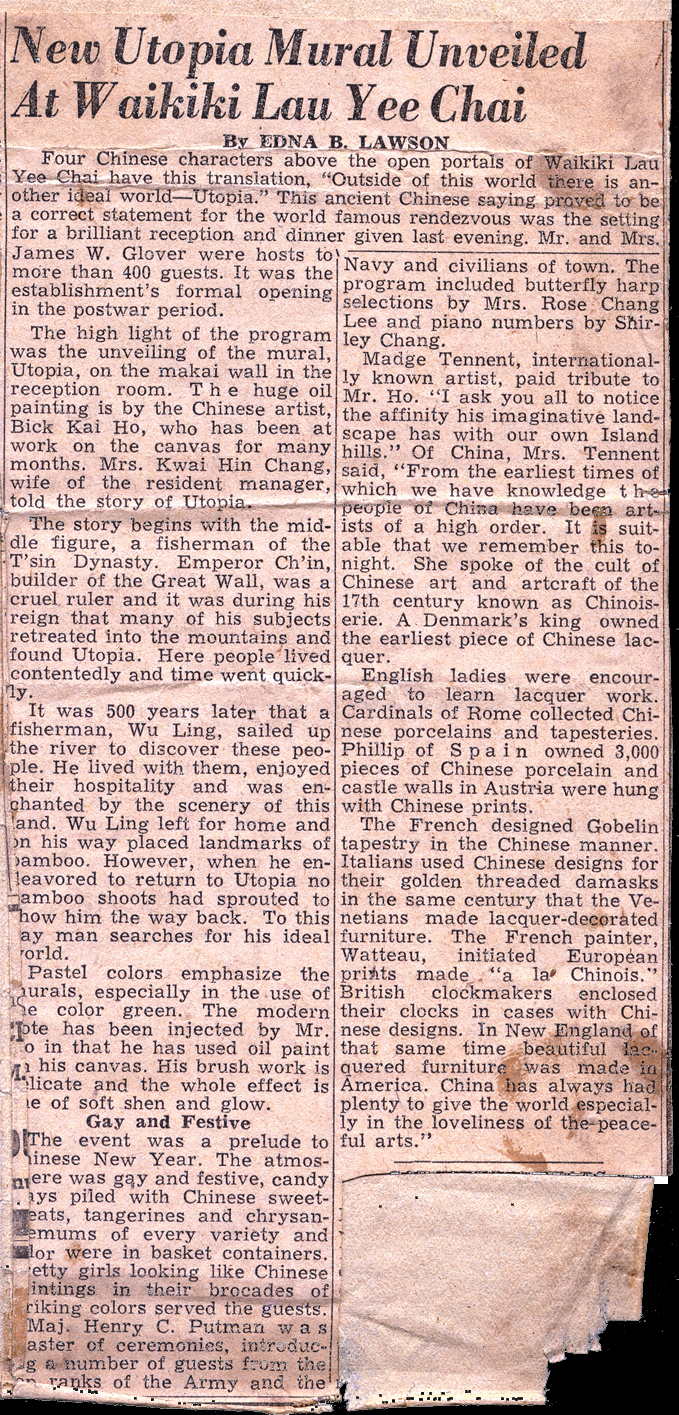 New Utopia Mural Unveiled
At Waikiki Lau Yee Chai
By EDNA B. LAWSON
Four Chinese characters above the open portals of Waikiki Lau
Yee Chai have this translation, “Outside of this world there is an-
other ideal world—Utopia.” This ancient Chinese saying proved to be
a correct statement for the world famous rendezvous was the setting
for a brilliant reception and dinner given last evening. Mr. and Mrs.
James W. Glover were hosts to
more than 400 guests. It was the
establishment's formal opening
in the postwar period.
The high light of the program
was the unveiling of the mural,
Utopia, on the makai wall in the
reception room. The huge oil
painting is by the Chinese artist,
Bick Kai Ho, who has been at
work on the canvas for many
months. Mrs. Kwai Hin Chang,
wife of the resident manager,
told the story of Utopia.
The story begins with the mid-
dle figure, a fisherman of the
T'sin Dynasty. Emperor Ch'in,
builder of the Great Wall, was a
cruel ruler and it was during his
reign that many of his subjects
retreated into the mountains and
found Utopia. Here people lived
contentedly and time went quick-
ly.
It was 500 years later that a
fisherman, Wu Ling, sailed up
the river to discover these peo-
ple. He lived with them, enjoyed
their hospitality and was en-
chanted by the scenery of this
land. Wu Ling left for home and
on his way placed landmarks of
bamboo. However, when he en-
leavored to return to Utopia no
amboo shoots had sprouted to
how him the way back. To this
ay man searches for his ideal
orld.
Pastel colors emphasize the
urals, especially in the use of
e color green. The modern
ote has been injected by Mr.
o in that he has used oil paint
his canvas. His brush work is
licate and the whole effect is
e of soft shen and glow.
Gay and Festive
The event was a prelude to
hinese New Year. The atmos-
ere was gay and festive, candy
ays piled with Chinese sweet-
eats, tangerines and chrysan-
emums of every variety and
lor were in basket containers.
etty girls looking like Chinese
intings in their brocades of
riking colors served the guests.
Maj. Henry C. Putman was
aster of ceremonies, introduc-
g a number of guests from the
ranks of the Army and the
Navy and civilians of town. The
program included butterfly harp
selections by Mrs. Rose Chang
Lee and piano numbers by Shir-
ley Chang.
Madge Tennent, international-
ly known artist, paid tribute to
Mr. Ho. “I ask you all to notice
the affinity his imaginative land-
scape has with our own Island
hills.” Of China, Mrs. Tennent
said, “From the earliest times of
which we have knowledge the
people of China have been art-
ists of a high order. It is suit-
able that we remember this to-
night. She spoke of the cult of
Chinese art and artcraft of the
17th century known as Chinois-
erie. A Denmark's king owned
the earliest piece of Chinese lac-
quer.
English ladies were encour-
aged to learn lacquer work.
Cardinals of Rome collected Chi-
nese porcelains and tapesteries.
Phillip of Spain owned 3,000
pieces of Chinese porcelain and
castle walls in Austria were hung
with Chinese prints.
The French designed Gobelin
tapestry in the Chinese manner.
Italians used Chinese designs for
their golden threaded damasks
in the same century that the Ve-
netians made lacquer-decorated
furniture. The French painter,
Watteau, initiated European
prints made “a la Chinois.”
British clockmakers enclosed
their clocks in cases with Chi-
nese designs. In New England of
that same time beautiful lac-
quered furniture was made in
America. China has always had
plenty to give the world especial-
ly in the loveliness of the peace-
ful arts.”